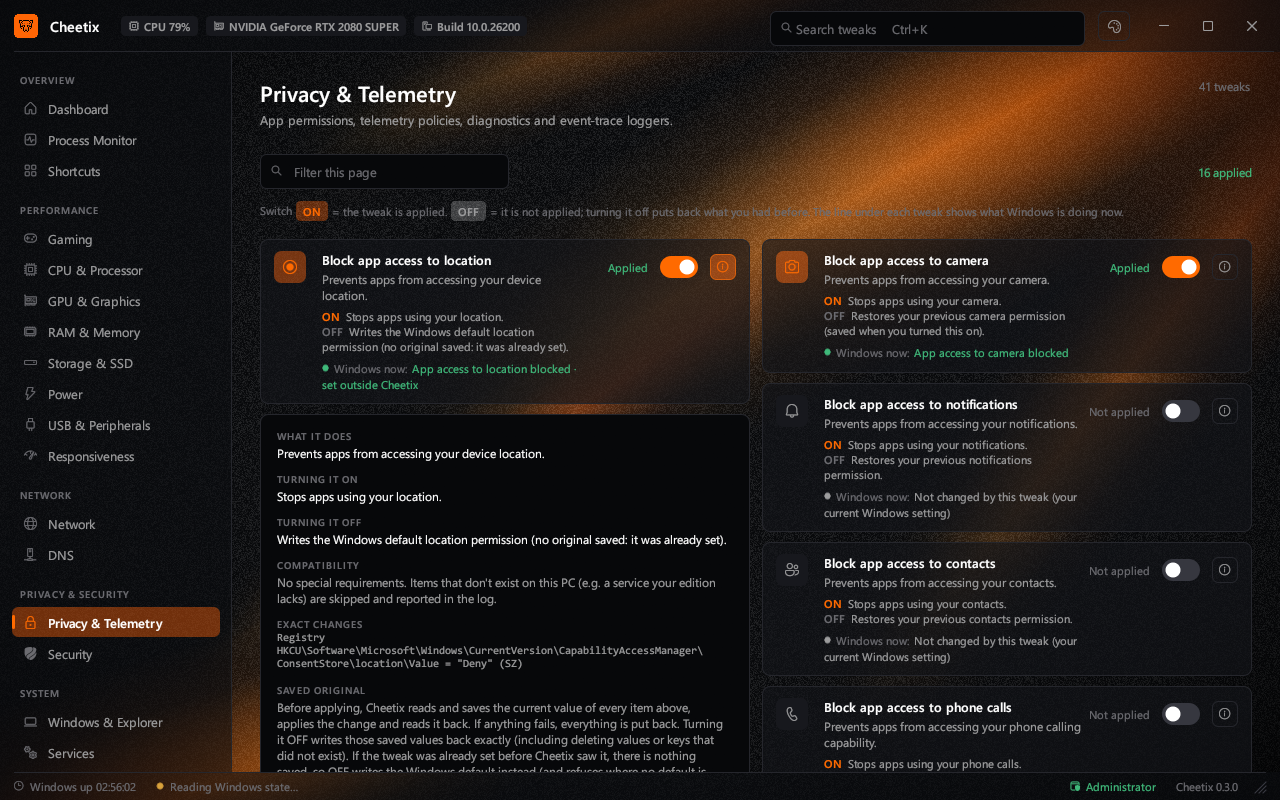 Cheetix
CPU 79%
NVIDIA GeForce RTX 2080 SUPER
Build 10.0.26200
Search tweaks Ctrl+K
OVERVIEW
Dashboard
Process Monitor
Shortcuts
PERFORMANCE
Gaming
CPU & Processor
GPU & Graphics
RAM & Memory
Storage & SSD
Power
USB & Peripherals
Responsiveness
NETWORK
Network
DNS
PRIVACY & SECURITY
Privacy & Telemetry
Security
SYSTEM
Windows & Explorer
Services
Privacy & Telemetry
41 tweaks
App permissions, telemetry policies, diagnostics and event-trace loggers.
Filter this page
16 applied
Switch ON = the tweak is applied. OFF = it is not applied; turning it off puts back what you had before. The dot under each tweak shows what Windows is doing now.
Block app access to location
Applied
Prevents apps from accessing your device
location.
ON Stops apps using your location.
OFF Writes the Windows default location
permission (no original saved: it was already set).
Windows now: App access to location blocked ·
set outside Cheetix
WHAT IT DOES
Prevents apps from accessing your device location.
TURNING IT ON
Stops apps using your location.
TURNING IT OFF
Writes the Windows default location permission (no original saved: it was already set).
COMPATIBILITY
No special requirements. Items that don't exist on this PC (e.g. a service your edition
lacks) are skipped and reported in the log.
EXACT CHANGES
Registry
HKCU\Software\Microsoft\Windows\CurrentVersion\CapabilityAccessManager\
ConsentStore\location\Value = "Deny" (SZ)
SAVED ORIGINAL
Before applying, Cheetix reads and saves the current value of every item above,
applies the change and reads it back. If anything fails, everything is put back. Turning
it OFF writes those saved values back exactly (including deleting values or keys that
did not exist). If the tweak was already set before Cheetix saw it, there is nothing
saved, so OFF writes the Windows default instead (and refuses where no default is
Block app access to camera
Applied
Prevents apps from accessing your camera.
ON Stops apps using your camera.
OFF Restores your previous camera permission
(saved when you turned this on).
Windows now: App access to camera blocked
Block app access to notifications
Not applied
Prevents apps from accessing your notifications.
ON Stops apps using your notifications.
OFF Restores your previous notifications
permission.
Windows now: Not changed by this tweak (your
current Windows setting)
Block app access to contacts
Not applied
Prevents apps from accessing your contacts.
ON Stops apps using your contacts.
OFF Restores your previous contacts permission.
Windows now: Not changed by this tweak (your
current Windows setting)
Block app access to phone calls
Not applied
Prevents apps from accessing your phone calling
capability.
ON Stops apps using your phone calls.
Windows up 02:56:02
Reading Windows state...
Administrator
Cheetix 0.3.0